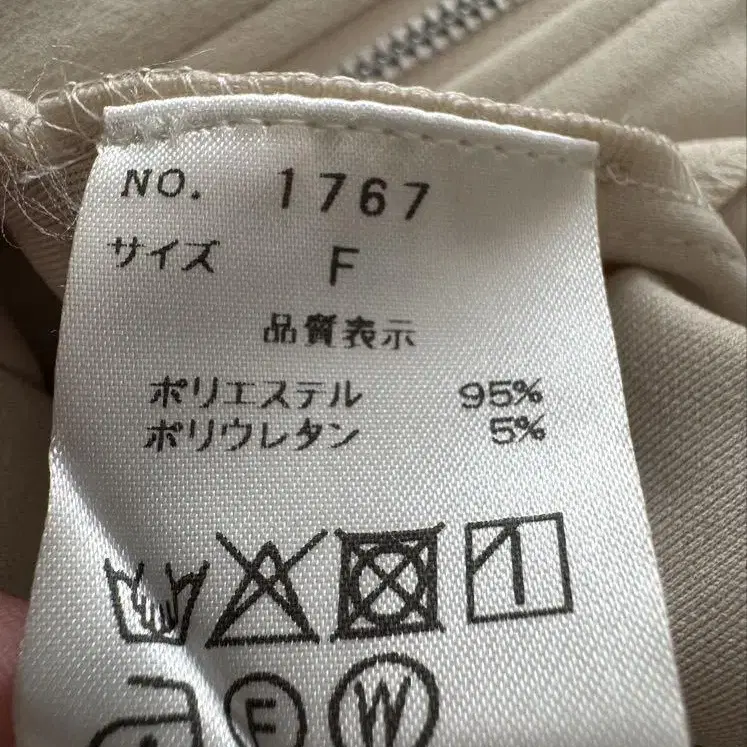 NO. 1767
サイズ F
品質表示
ポリエステル 95%
ポリウレタン 5%
F W